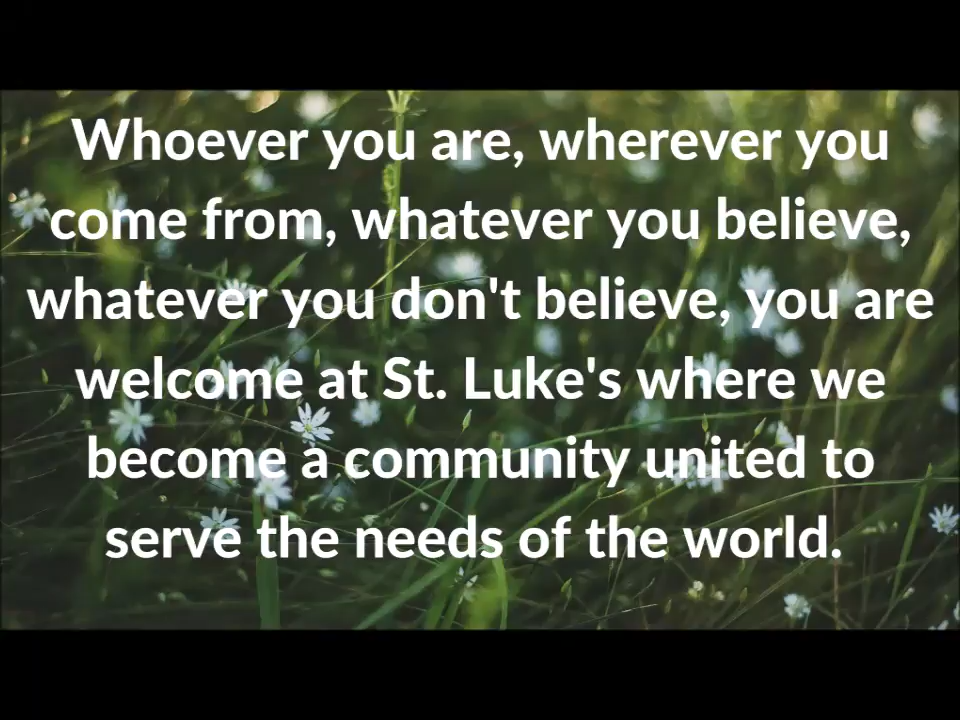 Whoever you are, wherever you
come from, whatever you believe,
whatever you don't believe, you are
welcome at St. Luke's where we
become a community united to
serve the needs of the world.